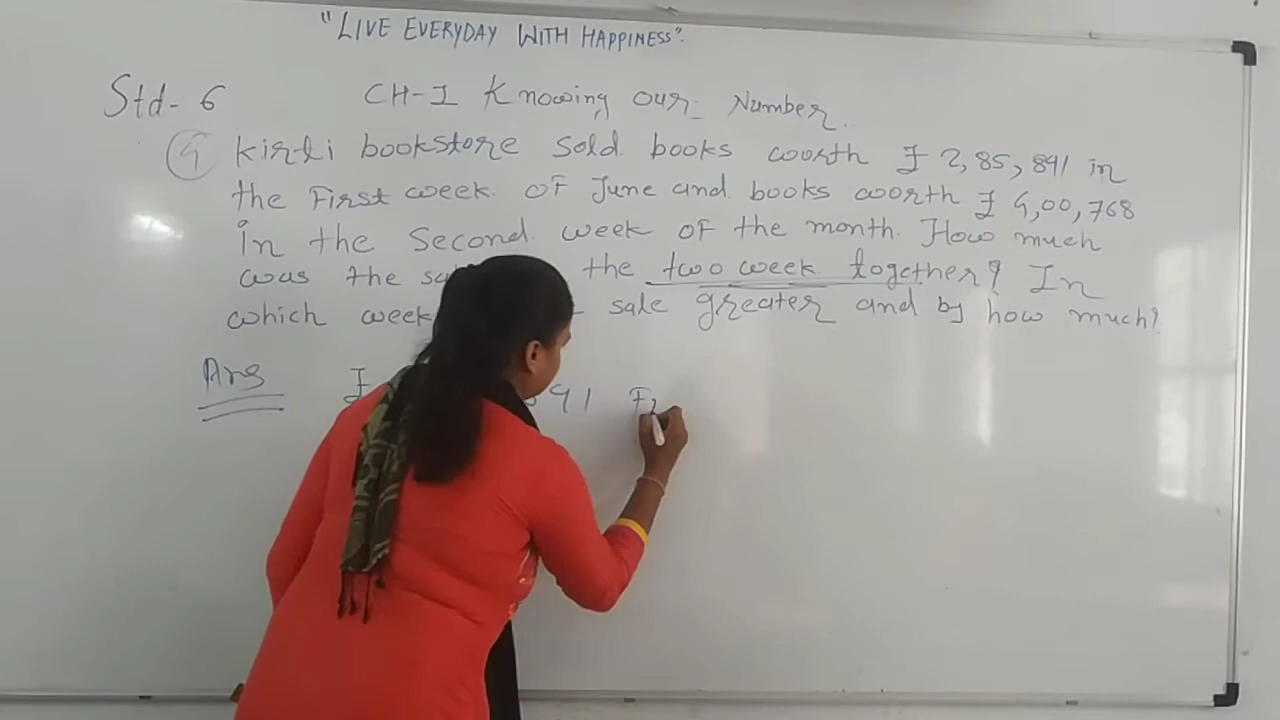 "LIVE EVERYDAY WITH HAPPINESS".
Std- 6 CH-I Knowing our Number.
4 Kirti bookstore sold books worth ₹ 2,85,891 in
the First week of June and books worth ₹ 4,00,768
in the second week of the month. How much
was the the two week together? In
which week sale greater and by how much?
Ans ₹ 91